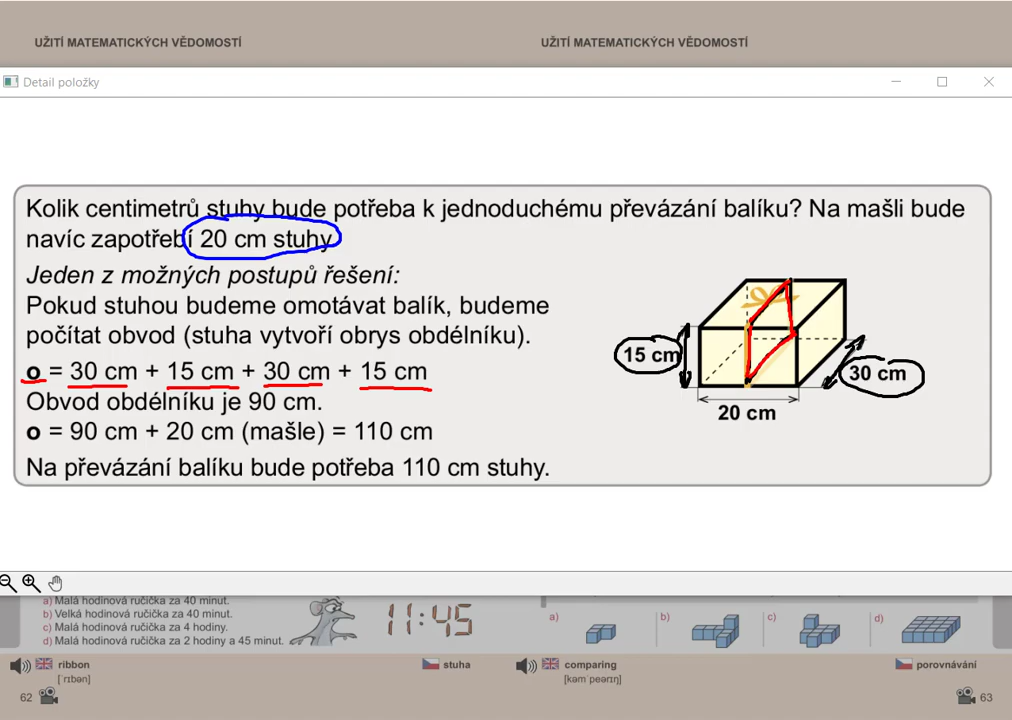 UŽITÍ MATEMATICKÝCH VĚDOMOSTÍ
UŽITÍ MATEMATICKÝCH VĚDOMOSTÍ
Detail položky
Kolik centimetrů stuhy bude potřeba k jednoduchému převázání balíku? Na mašli bude
navíc zapotřebí 20 cm stuhy
Jeden z možných postupů řešení:
Pokud stuhou budeme omotávat balík, budeme
počítat obvod (stuha vytvoří obrys obdélníku).
o = 30 cm + 15 cm + 30 cm + 15 cm
Obvod obdélníku je 90 cm.
o = 90 cm + 20 cm (mašle) = 110 cm
Na převázání balíku bude potřeba 110 cm stuhy.
15 cm
30 cm
20 cm
a) Malá hodinová ručička za 40 minut.
b) Velká hodinová ručička za 40 minut.
c) Malá hodinová ručička za 4 hodiny.
d) Malá hodinová ručička za 2 hodiny a 45 minut.
11:45
a)
b)
c)
d)
ribbon
[ˈrɪbən]
stuha
comparing
[kəmˈpeərɪŋ]
porovnávání
62
63